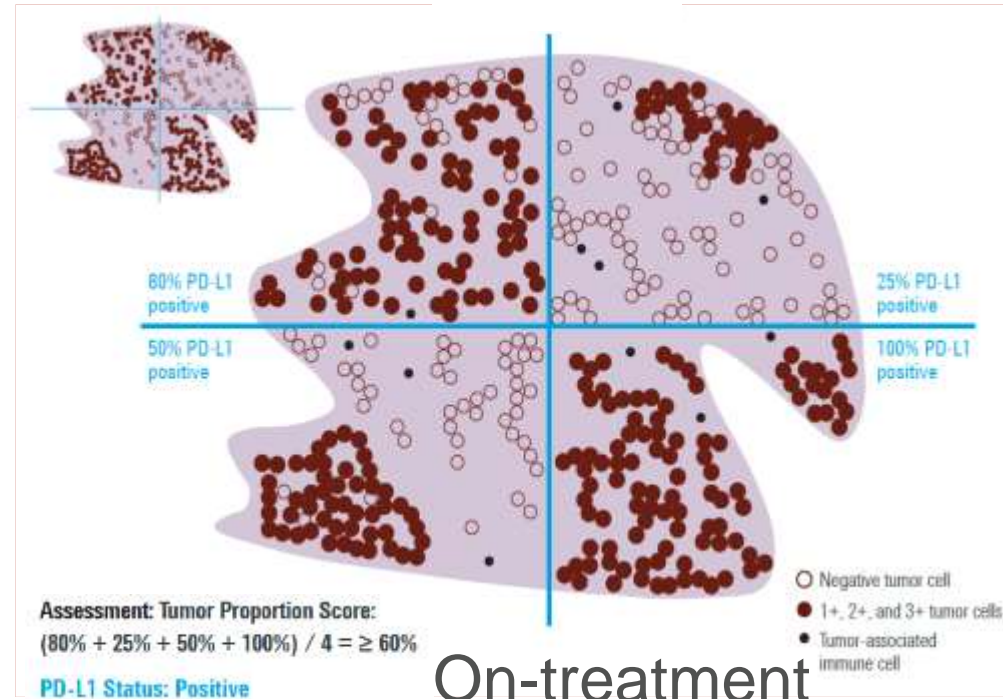 80% PD-L1
positive
25% PD-L1
positive
50% PD-L1
positive
100% PD-L1
positive
Negative tumor cell
1+, 2+, and 3+ tumor cells
Tumor-associated
immune cell
Assessment: Tumor Proportion Score:
(80% + 25% + 50% + 100%) / 4 = ≥ 60%
PD-L1 Status: Positive
On-treatment